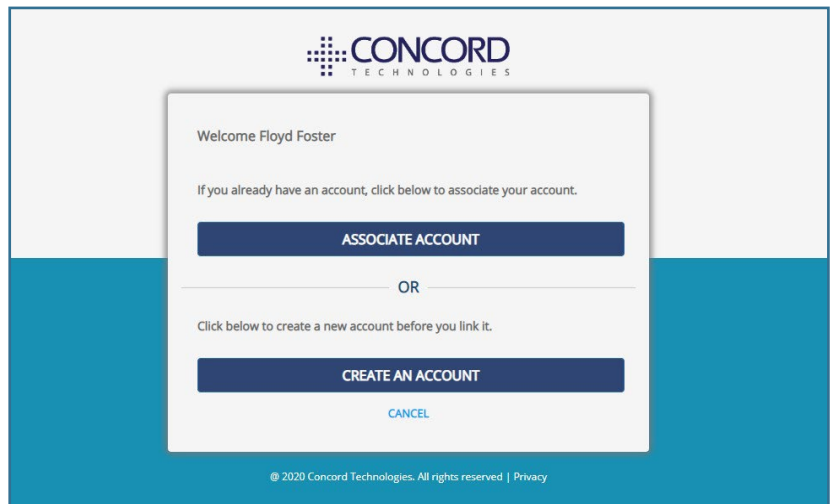 CONCORD
TECHNOLOGIES
Welcome Floyd Foster
If you already have an account, click below to associate your account.
ASSOCIATE ACCOUNT
OR
Click below to create a new account before you link it.
CREATE AN ACCOUNT
CANCEL
@ 2020 Concord Technologies. All rights reserved | Privacy